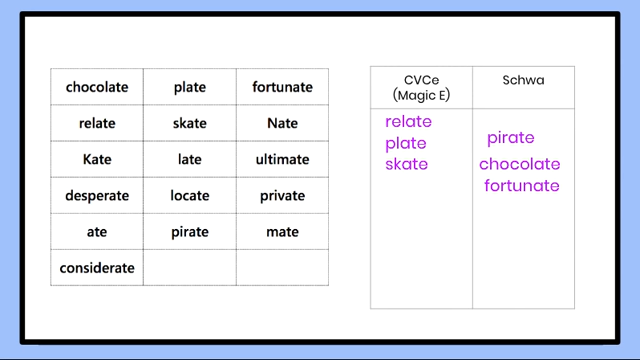 chocolate plate fortunate
relate skate Nate
Kate late ultimate
desperate locate private
ate pirate mate
considerate
CVCe
(Magic E)
Schwa
relate
plate
skate
pirate
chocolate
fortunate